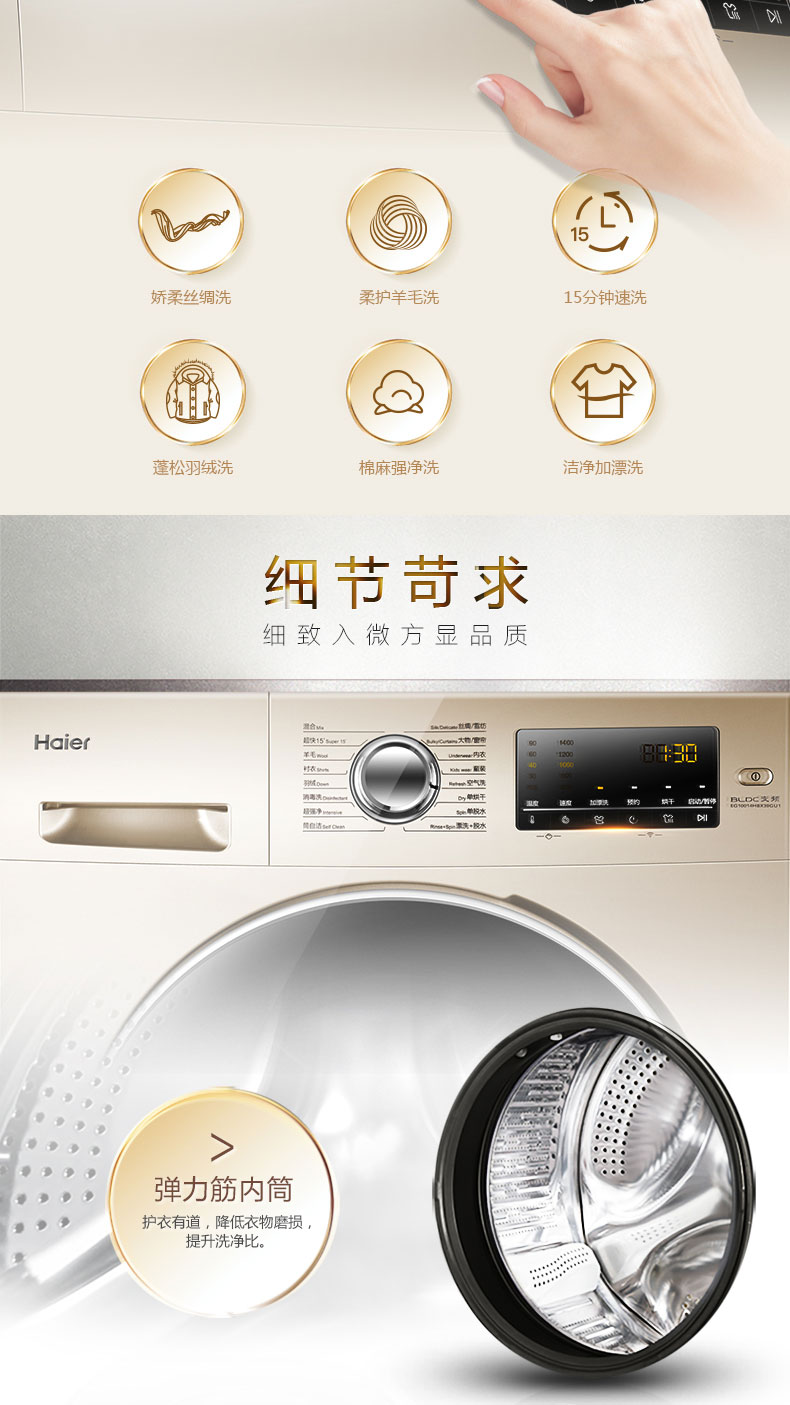 15
娇柔丝绸洗
柔护羊毛洗
15分钟速洗
蓬松羽绒洗
棉麻强净洗
洁净加漂洗
细节苛求
细致入微方显品质
Haier
混合 Mix
超快15' Super 15
羊毛 Wool
衬衣 Shirts
羽绒 Down
消毒洗 Disinfectant
超强净 Intensive
筒自洁 Self Clean
Silk/Delicate 丝绸/雪纺
Bulky/Curtains 大物/窗帘
Underwear 内衣
Kids wear 童装
Refresh 空气洗
Dry 单烘干
Spin 单脱水
Rinse+Spin 漂洗+脱水
90 1400
60 1200
40 1000
:30
温度 速度 加漂洗 预约 烘干 启动/暂停
BLDC变频
>
弹力筋内筒
护衣有道，降低衣物磨损，
提升洗净比。